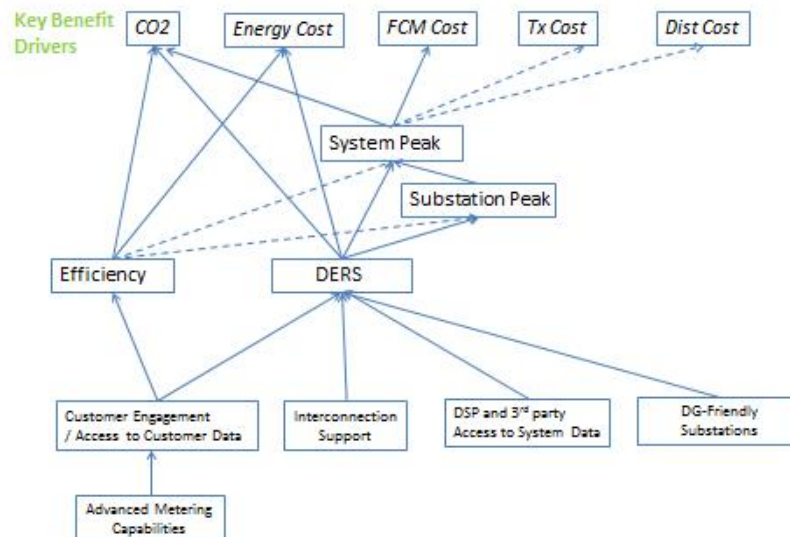 Key Benefit
Drivers
CO2
Energy Cost
FCM Cost
Tx Cost
Dist Cost
System Peak
Substation Peak
Efficiency
DERS
Customer Engagement
/ Access to Customer Data
Interconnection
Support
DSP and 3rd party
Access to System Data
DG-Friendly
Substations
Advanced Metering
Capabilities